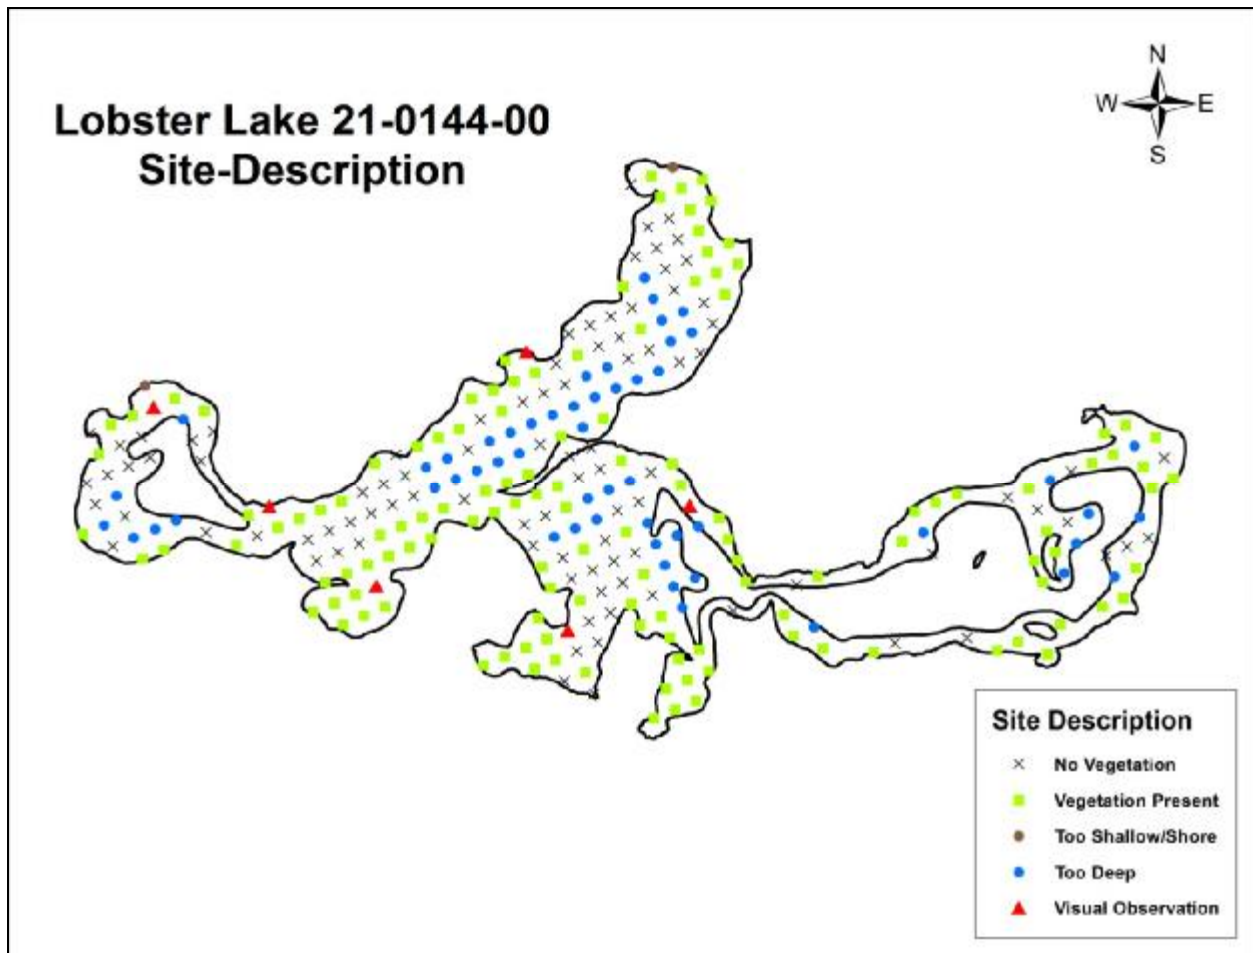 N
Lobster Lake 21-0144-00
W E
Site-Description
S
Site Description
No Vegetation
Vegetation Present
Too Shallow/Shore
Too Deep
Visual Observation